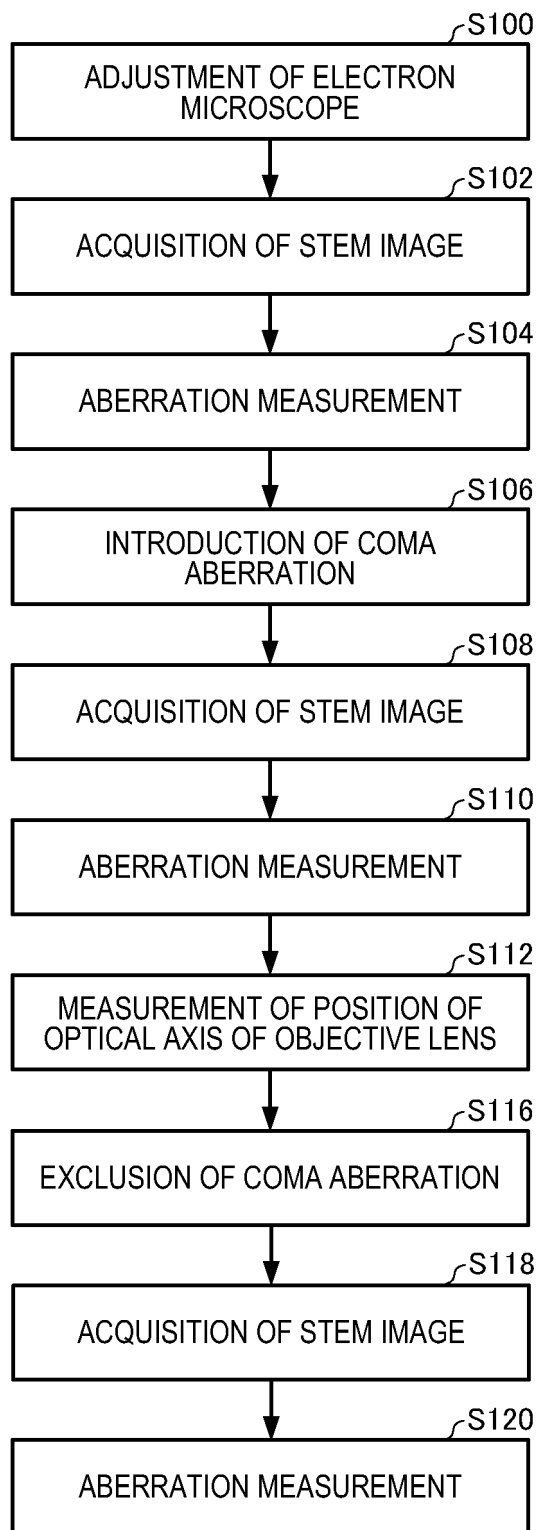 S100
ADJUSTMENT OF ELECTRON
MICROSCOPE
S102
ACQUISITION OF STEM IMAGE
S104
ABERRATION MEASUREMENT
S106
INTRODUCTION OF COMA
ABERRATION
S108
ACQUISITION OF STEM IMAGE
S110
ABERRATION MEASUREMENT
S112
MEASUREMENT OF POSITION OF
OPTICAL AXIS OF OBJECTIVE LENS
S116
EXCLUSION OF COMA ABERRATION
S118
ACQUISITION OF STEM IMAGE
S120
ABERRATION MEASUREMENT